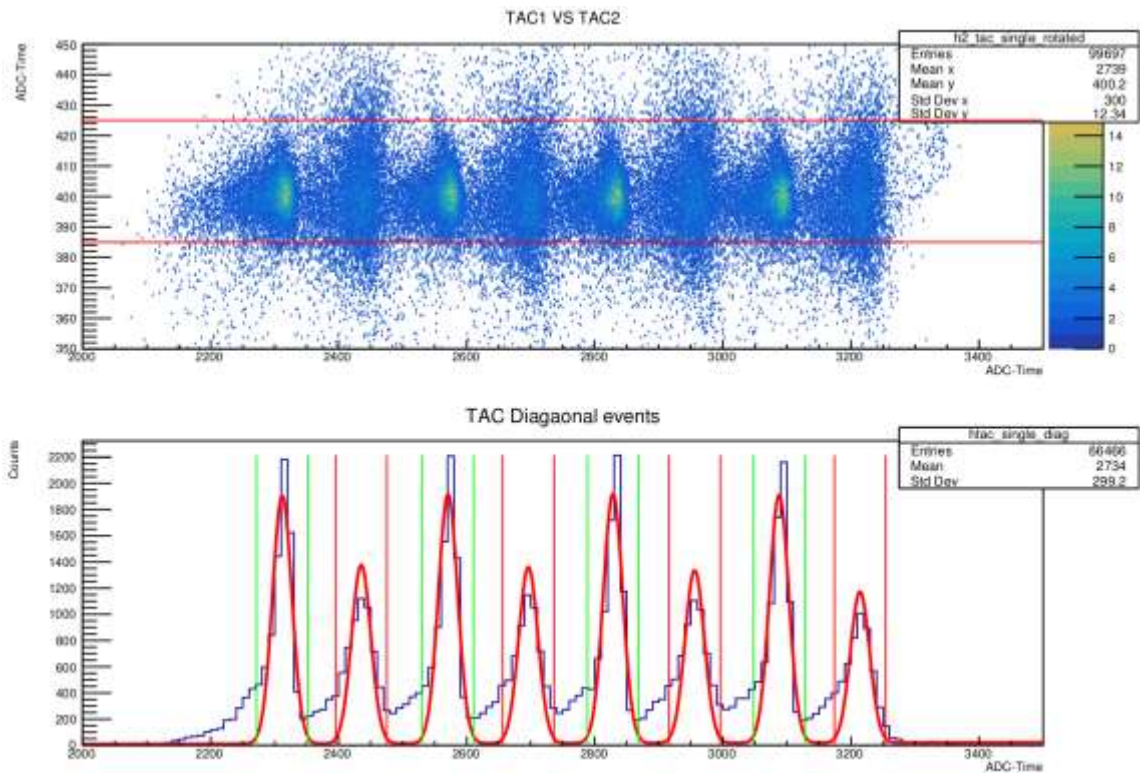 TAC1 VS TAC2
ADC-Time
450
440
430
420
410
400
390
380
370
360
350
2000
2200
2400
2600
2800
3000
3200
3400
ADC-Time
h2_tac_single_rotated
Entries 99697
Mean x 2739
Mean y 400.2
Std Dev x 300
Std Dev y 12.34
14
12
10
8
6
4
2
0
TAC Diagaonal events
Counts
2200
2000
1800
1600
1400
1200
1000
800
600
400
200
0
2000
2200
2400
2600
2800
3000
3200
3400
ADC-Time
htac_single_diag
Entries 66466
Mean 2734
Std Dev 299.2